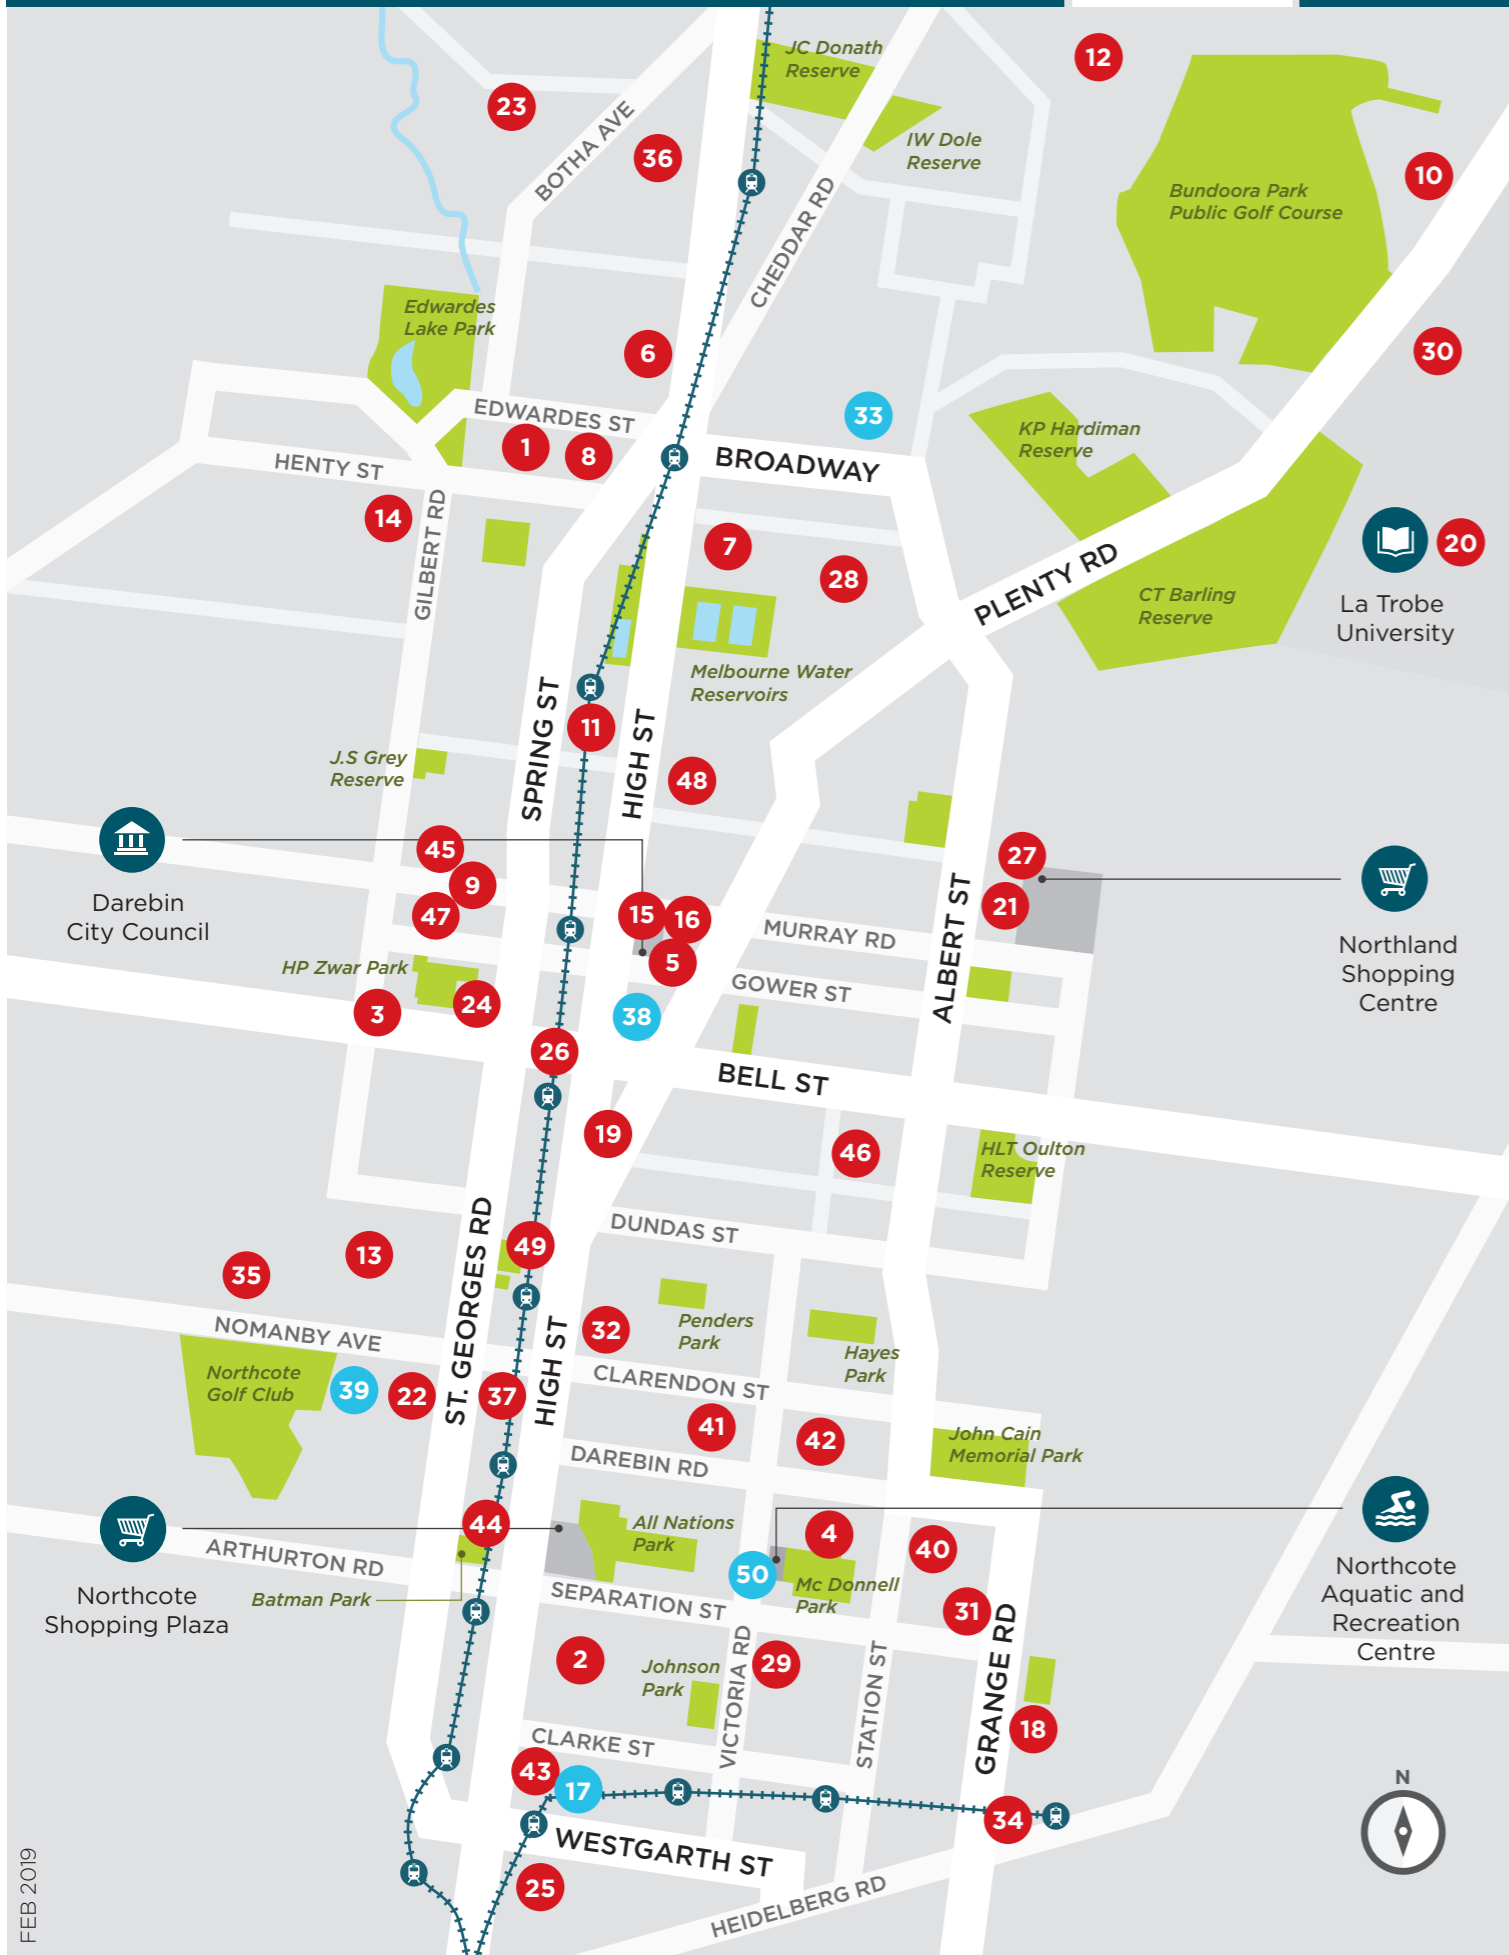 JC Donath
Reserve
12
23
BOTHA AVE
36
IW Dole
Reserve
10
CHEDDAR RD
Bundoora Park
Public Golf Course
Edwardes
Lake Park
6
30
EDWARDES ST
33
1
8
BROADWAY
KP Hardiman
Reserve
HENTY ST
14
GILBERT RD
7
28
20
PLENTY RD
CT Barling
Reserve
La Trobe
University
Melbourne Water
Reservoirs
SPRING ST
11
HIGH ST
J.S Grey
Reserve
48
45
27
9
21
47
15
16
Darebin
City Council
MURRAY RD
ALBERT ST
Northland
Shopping
Centre
5
HP Zwar Park
GOWER ST
3
24
38
26
BELL ST
19
46
HLT Oulton
Reserve
DUNDAS ST
ST. GEORGES RD
49
13
35
NOMANBY AVE
32
Penders
Park
Hayes
Park
Northcote
Golf Club
39
22
37
HIGH ST
CLARENDON ST
41
42
John Cain
Memorial Park
DAREBIN RD
44
All Nations
Park
4
40
ARTHURTON RD
Northcote
Shopping Plaza
Batman Park
SEPARATION ST
50
Mc Donnell
Park
31
Northcote
Aquatic and
Recreation
Centre
2
Johnson
Park
VICTORIA RD
29
STATION ST
GRANGE RD
18
CLARKE ST
43
17
34
N
WESTGARTH ST
25
HEIDELBERG RD
FEB 2019